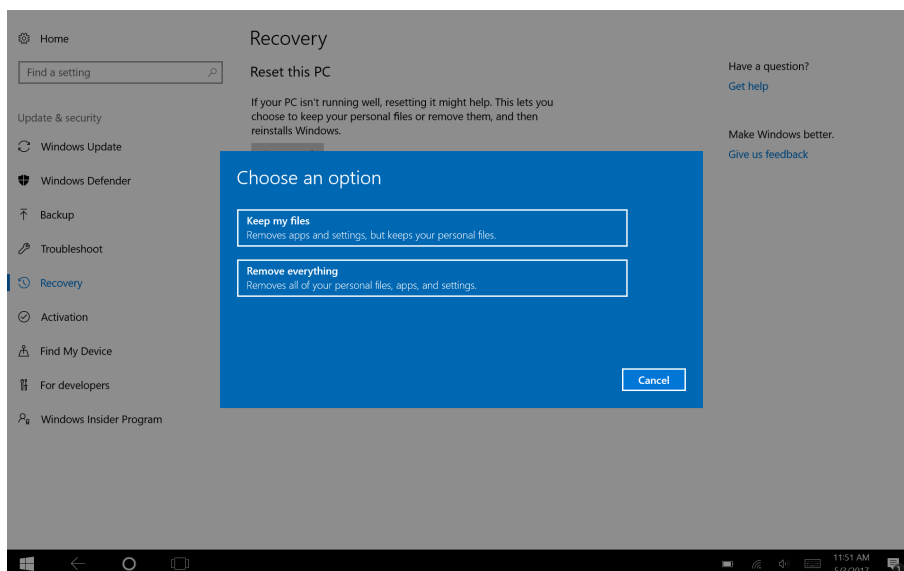 Home
Find a setting
Update & security
Windows Update
Windows Defender
Backup
Troubleshoot
Recovery
Activation
Find My Device
For developers
Windows Insider Program
Recovery
Reset this PC
If your PC isn't running well, resetting it might help. This lets you
choose to keep your personal files or remove them, and then
reinstalls Windows.
Have a question?
Get help
Make Windows better.
Give us feedback
Choose an option
Keep my files
Removes apps and settings, but keeps your personal files.
Remove everything
Removes all of your personal files, apps, and settings.
Cancel
11:51 AM
5/3/2017